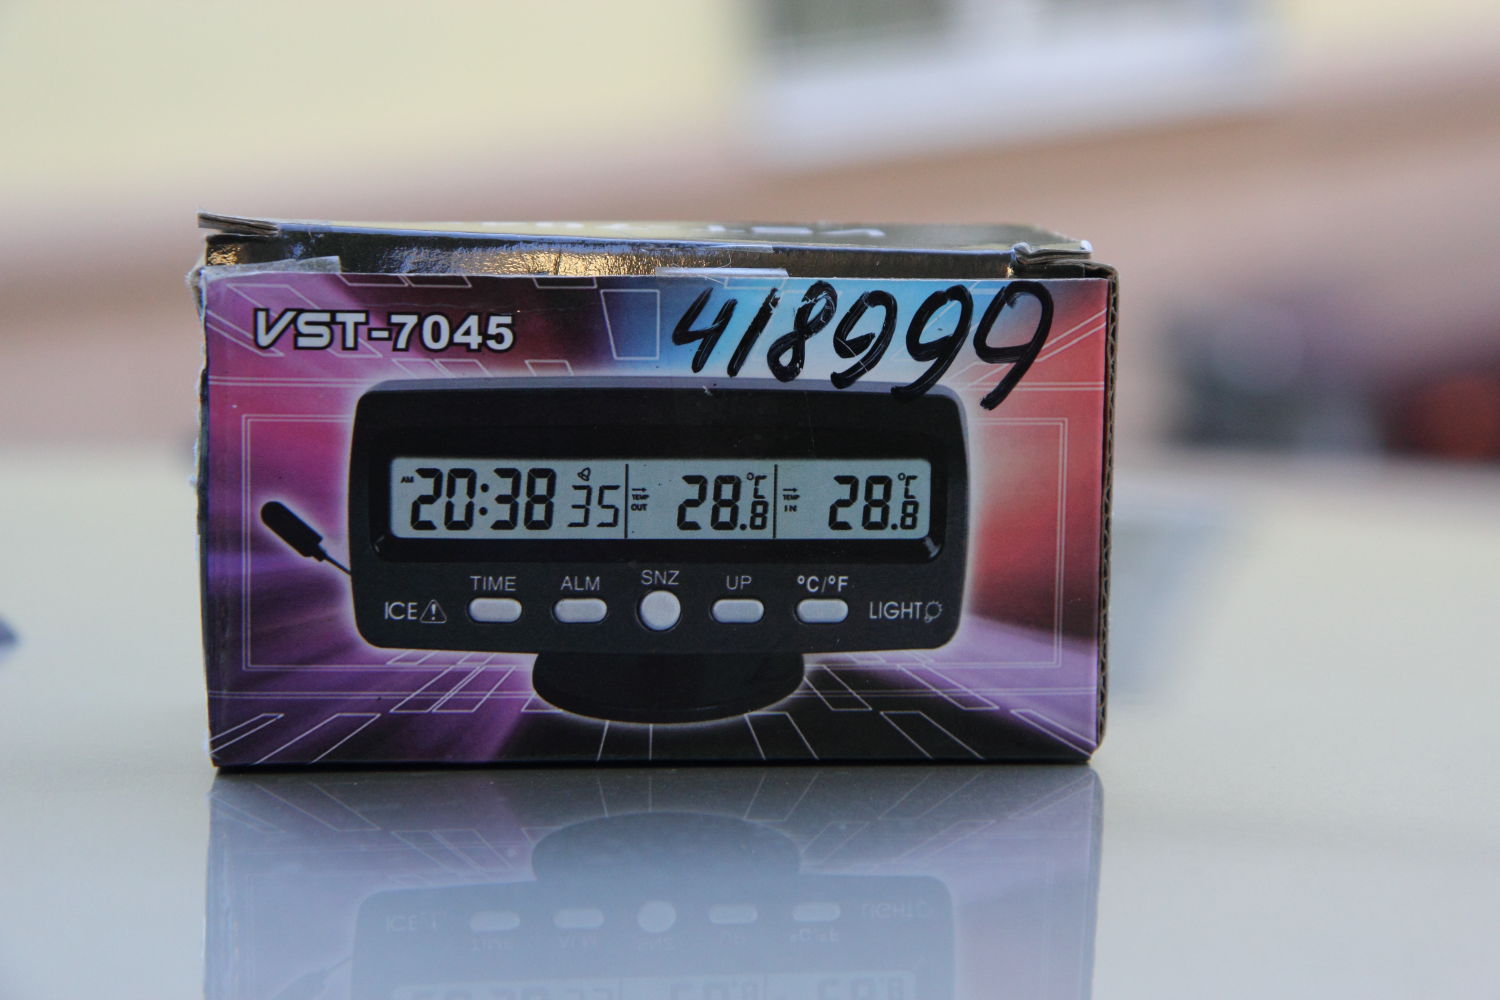 VST-7045
418999
AM 20:38 35 TEMP OUT 28.8 °C TEMP IN 28.8 °C
TIME ALM SNZ UP °C/°F
ICE LIGHT